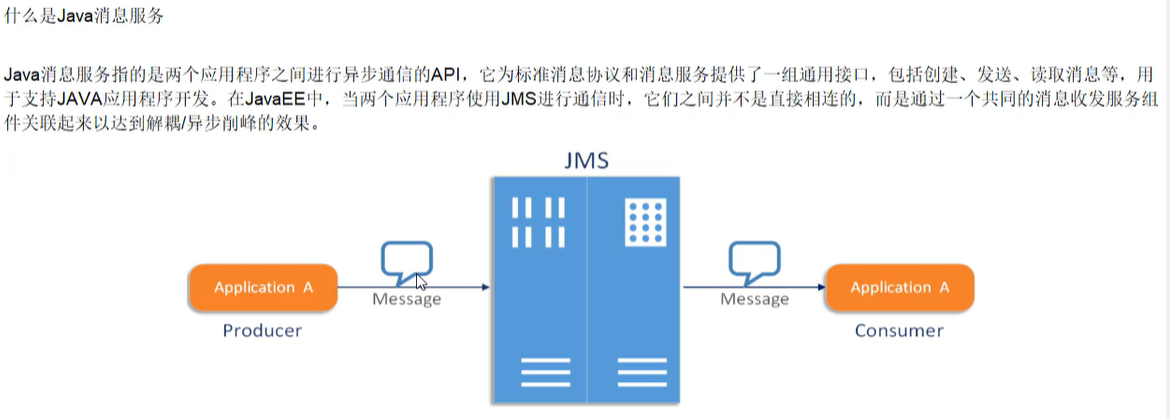 什么是Java消息服务
Java消息服务指的是两个应用程序之间进行异步通信的API，它为标准消息协议和消息服务提供了一组通用接口，包括创建、发送、读取消息等，用
于支持JAVA应用程序开发。在JavaEE中，当两个应用程序使用JMS进行通信时，它们之间并不是直接相连的，而是通过一个共同的消息收发服务组
件关联起来以达到解耦/异步削峰的效果。
JMS
Application A
Message
Message
Application A
Producer
Consumer